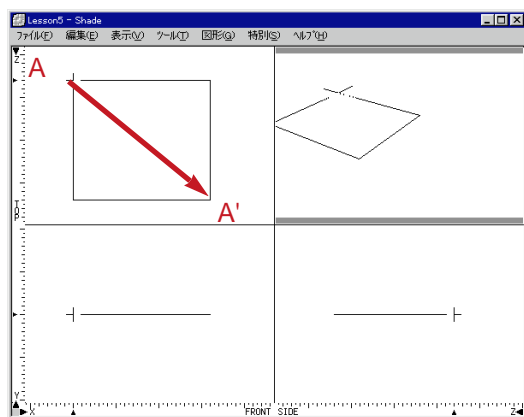 Lesson5 - Shade
ファイル(F) 編集(E) 表示(V) ツール(T) 図形(G) 特別(S) ヘルプ(H)
Z
A
A'
TOP
Y
X FRONT SIDE Z